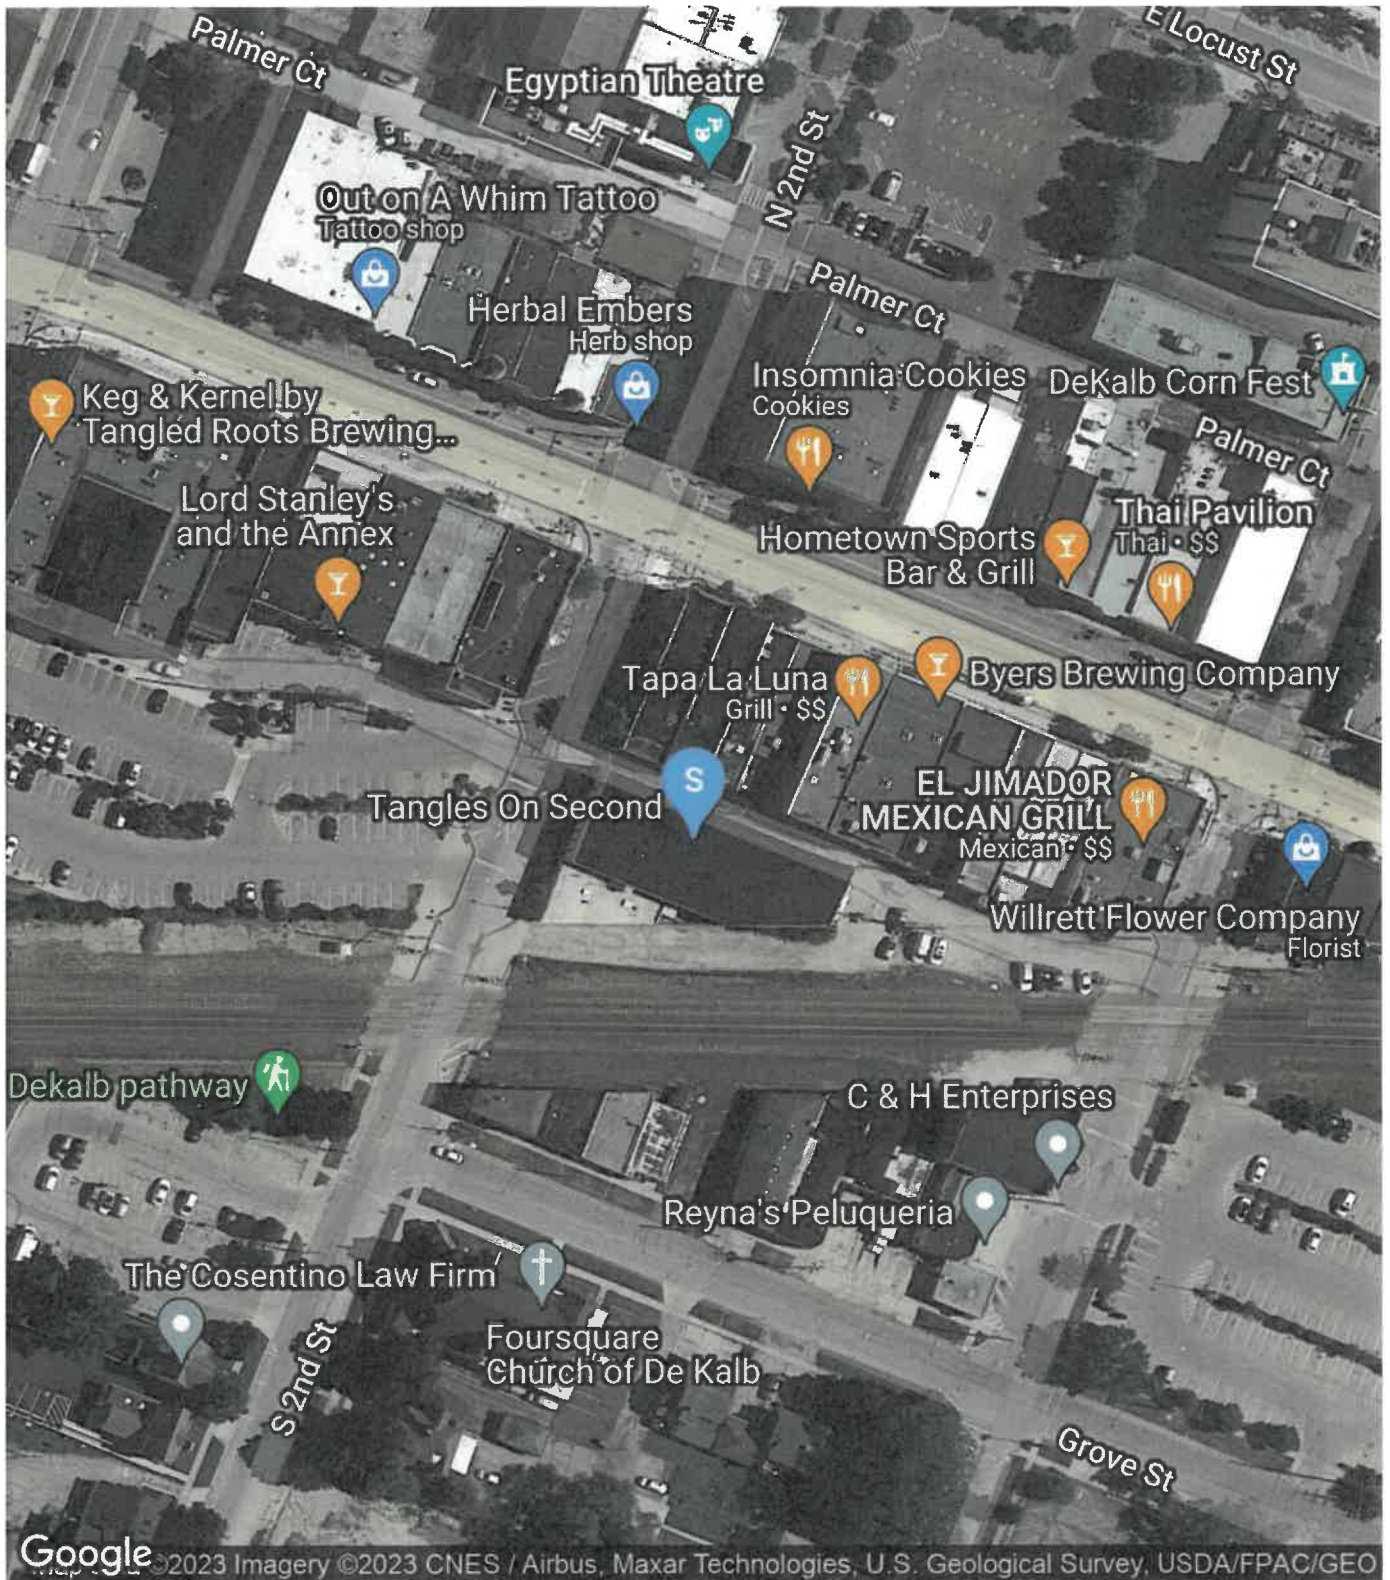 E Locust St
Palmer Ct
Egyptian Theatre
N 2nd St
Out on A Whim Tattoo
Tattoo shop
Palmer Ct
Herbal Embers
Herb shop
Insomnia Cookies
Cookies
DeKalb Corn Fest
Keg & Kernel by
Tangled Roots Brewing...
Palmer Ct
Lord Stanley's
and the Annex
Thai Pavilion
Thai • $$
Hometown Sports
Bar & Grill
Tapa La Luna
Grill • $$
Byers Brewing Company
S
Tangles On Second
EL JIMADOR
MEXICAN GRILL
Mexican • $$
Willrett Flower Company
Florist
Dekalb pathway
C & H Enterprises
Reyna's Peluqueria
The Cosentino Law Firm
Foursquare
Church of De Kalb
S 2nd St
Grove St
Google
©2023 Imagery ©2023 CNES / Airbus, Maxar Technologies, U.S. Geological Survey, USDA/FPAC/GEO